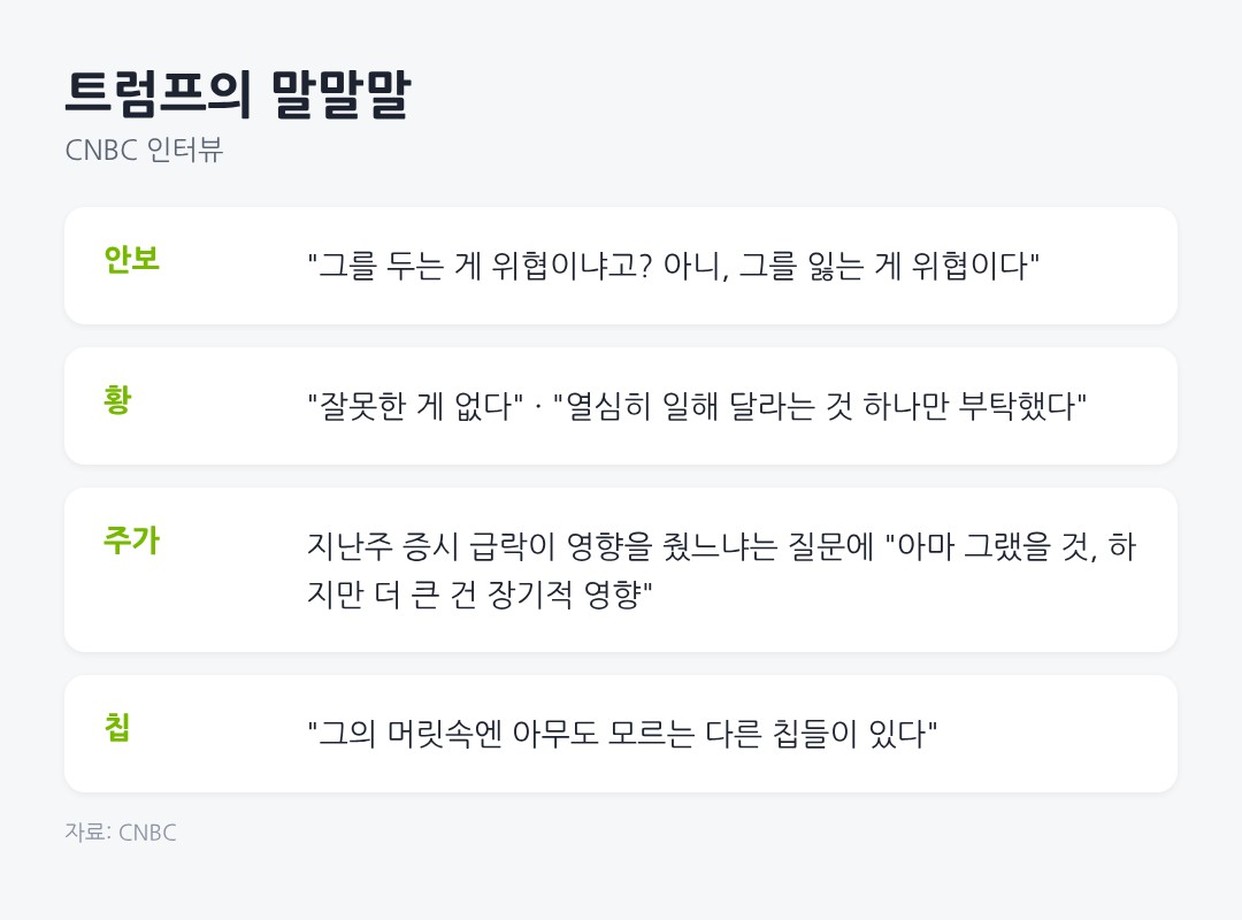 트럼프의 말말말
CNBC 인터뷰
안보
"그를 두는 게 위협이냐고? 아니, 그를 잃는 게 위협이다"
황
"잘못한 게 없다" · "열심히 일해 달라는 것 하나만 부탁했다"
주가
지난주 증시 급락이 영향을 줬느냐는 질문에 "아마 그랬을 것, 하
지만 더 큰 건 장기적 영향"
칩
"그의 머릿속엔 아무도 모르는 다른 칩들이 있다"
자료: CNBC